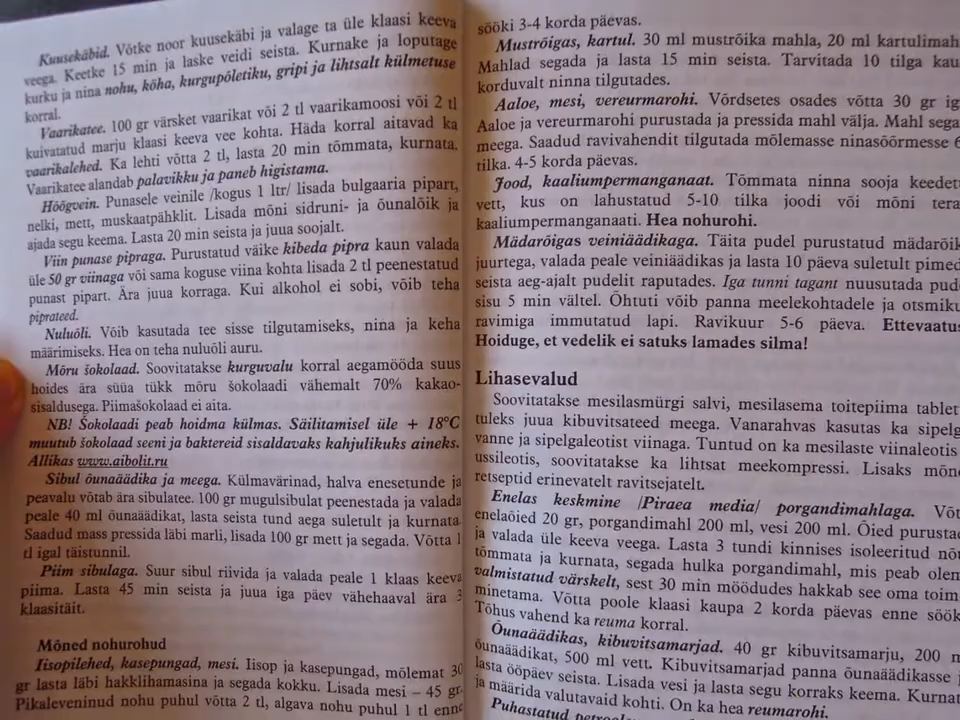 Kuusekäbid. Võtke noor kuusekäbi ja valage ta üle klaasi keeva
veega. Keetke 15 min ja laske veidi seista. Kurnake ja loputage
kurku ja nina nohu, köha, kurgupõletiku, gripi ja lihtsalt külmetuse
korral.
Vaarikatee. 100 gr värsket vaarikat või 2 tl vaarikamoosi või 2 tl
kuivatatud marju klaasi keeva vee kohta. Häda korral aitavad ka
vaarikalehed. Ka lehti võtta 2 tl, lasta 20 min tõmmata, kurnata.
Vaarikatee alandab palavikku ja paneb higistama.
Hõõgvein. Punasele veinile /kogus 1 ltr/ lisada bulgaaria pipart,
nelki, mett, muskaatpähklit. Lisada mõni sidruni- ja õunalõik ja
ajada segu keema. Lasta 20 min seista ja juua soojalt.
Viin punase pipraga. Purustatud väike kibeda pipra kaun valada
üle 50 gr viinaga või sama koguse viina kohta lisada 2 tl peenestatud
punast pipart. Ära juua korraga. Kui alkohol ei sobi, võib teha
piprateed.
Nuluõli. Võib kasutada tee sisse tilgutamiseks, nina ja keha
määrimiseks. Hea on teha nuluõli auru.
Mõru šokolaad. Soovitatakse kurguvalu korral aegamööda suus
hoides ära süüa tükk mõru šokolaadi vähemalt 70% kakao-
sisaldusega. Piimašokolaad ei aita.
NB! Šokolaadi peab hoidma külmas. Säilitamisel üle + 18°C
muutub šokolaad seeni ja baktereid sisaldavaks kahjulikuks aineks.
Allikas www.aibolit.ru
Sibul õunaäädika ja meega. Külmavärinad, halva enesetunde ja
peavalu võtab ära sibulatee. 100 gr mugulsibulat peenestada ja valada
peale 40 ml õunaäädikat, lasta seista tund aega suletult ja kurnata
Saadud mass pressida läbi marli, lisada 100 gr mett ja segada. Võtta 1
tl igal täistunnil.
Piim sibulaga. Suur sibul riivida ja valada peale 1 klaas keeva
piima. Lasta 45 min seista ja juua iga päev vähehaaval ära 3
klaasitäit.
Mõned nohurohud
Iisopilehed, kasepungad, mesi. Iisop ja kasepungad, mõlemat 30
gr lasta läbi hakklihamasina ja segada kokku. Lisada mesi – 45 gr.
Pikaleveninud nohu puhul võtta 2 tl, algava nohu puhul 1 tl enne
sööki 3-4 korda päevas.
Mustrõigas, kartul. 30 ml mustrõika mahla, 20 ml kartulimah
Mahlad segada ja lasta 15 min seista. Tarvitada 10 tilga kau
korduvalt ninna tilgutades.
Aaloe, mesi, vereurmarohi. Võrdsetes osades võtta 30 gr ig
Aaloe ja vereurmarohi purustada ja pressida mahl välja. Mahl sega
meega. Saadud ravivahendit tilgutada mõlemasse ninasõõrmesse 6
tilka. 4-5 korda päevas.
Jood, kaaliumpermanganaat. Tõmmata ninna sooja keedet
vett, kus on lahustatud 5-10 tilka joodi või mõni tera
kaaliumpermanganaati. Hea nohurohi.
Mädarõigas veiniäädikaga. Täita pudel purustatud mädarõik
juurtega, valada peale veiniäädikas ja lasta 10 päeva suletult pimed
seista aeg-ajalt pudelit raputades. Iga tunni tagant nuusutada pud
sisu 5 min vältel. Õhtuti võib panna meelekohtadele ja otsmiku
ravimiga immutatud lapi. Ravikuur 5-6 päeva. Ettevaatus
Hoiduge, et vedelik ei satuks lamades silma!
Lihasevalud
Soovitatakse mesilasmürgi salvi, mesilasema toitepiima tablett
tuleks juua kibuvitsateed meega. Vanarahvas kasutas ka sipelg
vanne ja sipelgaleotist viinaga. Tuntud on ka mesilaste viinaleotis
ussileotis, soovitatakse ka lihtsat meekompressi. Lisaks mõn
retseptid erinevatelt ravitsejatelt.
Enelas keskmine /Piraea media/ porgandimahlaga. Võt
enelaõied 20 gr, porgandimahl 200 ml, vesi 200 ml. Õied purusta
ja valada üle keeva veega. Lasta 3 tundi kinnises isoleeritud nõu
tõmmata ja kurnata, segada hulka porgandimahl, mis peab olem
valmistatud värskelt, sest 30 min möödudes hakkab see oma toim
minetama. Võtta poole klaasi kaupa 2 korda päevas enne söök
Tõhus vahend ka reuma korral.
Õunaäädikas, kibuvitsamarjad. 40 gr kibuvitsamarju, 200 m
õunaäädikat, 500 ml vett. Kibuvitsamarjad panna õunaäädikasse
lasta ööpäev seista. Lisada vesi ja lasta segu korraks keema. Kurnat
ja määrida valutavaid kohti. On ka hea reumarohi.
Puhastatud